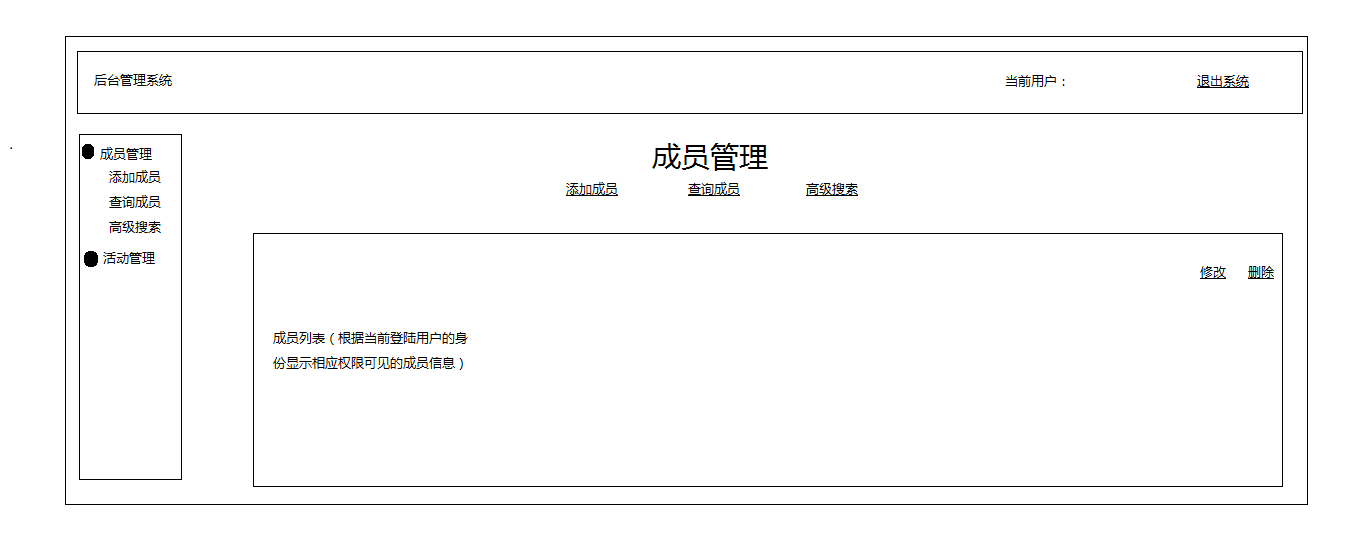 后台管理系统
当前用户：
退出系统
成员管理
添加成员
查询成员
高级搜素
活动管理
成员管理
添加成员
查询成员
高级搜素
修改
删除
成员列表（根据当前登陆用户的身
份显示相应权限可见的成员信息）